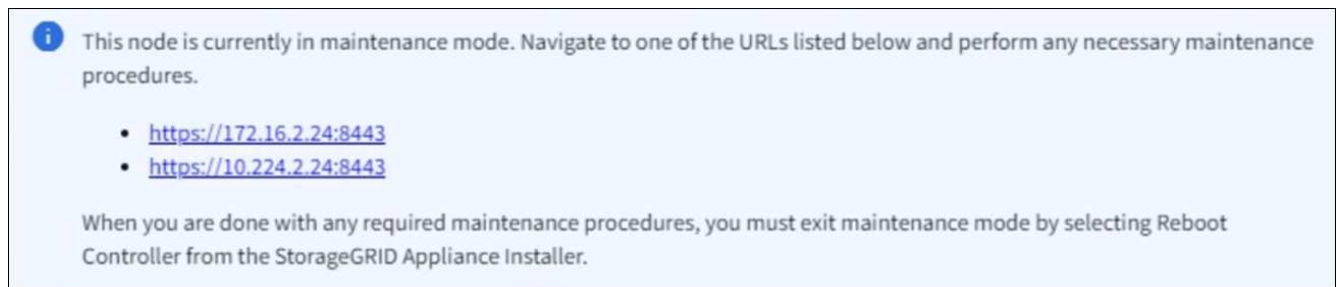 This node is currently in maintenance mode. Navigate to one of the URLs listed below and perform any necessary maintenance
procedures.
• https://172.16.2.24:8443
• https://10.224.2.24:8443
When you are done with any required maintenance procedures, you must exit maintenance mode by selecting Reboot
Controller from the StorageGRID Appliance Installer.